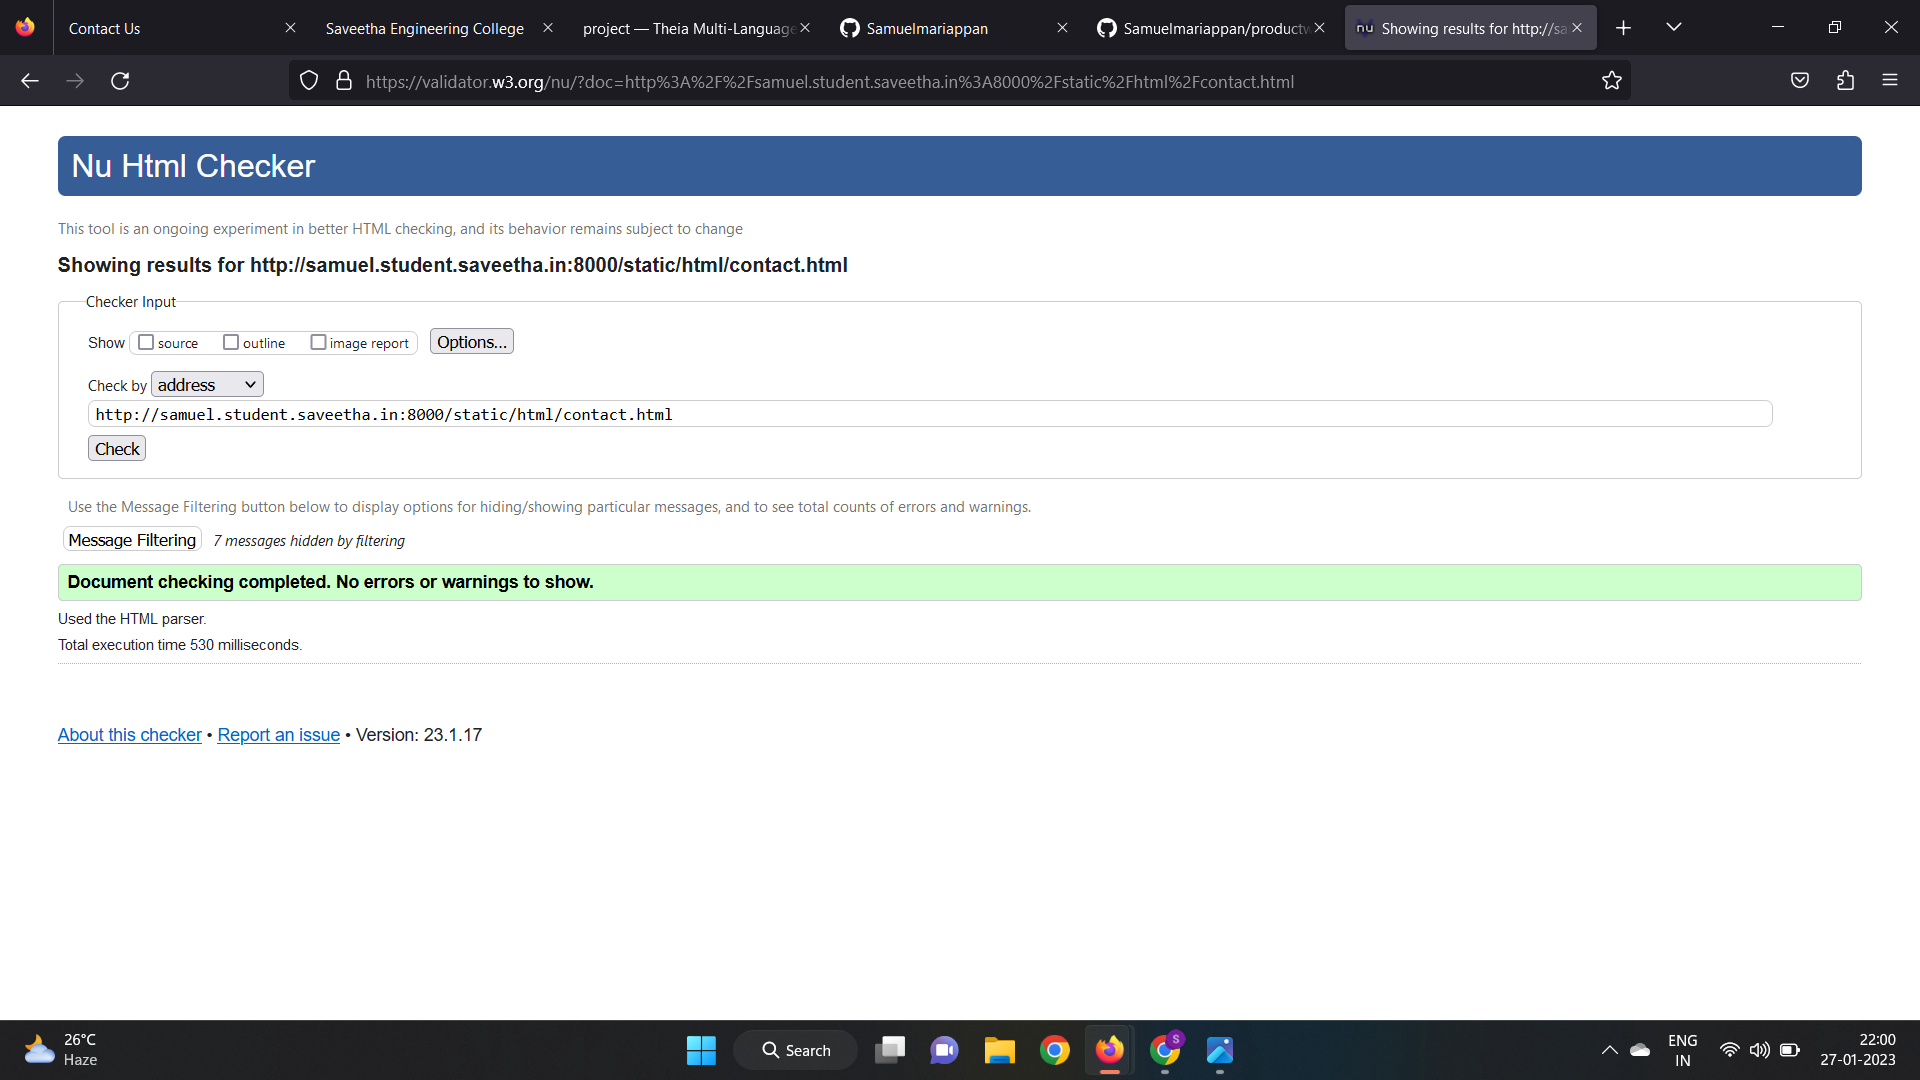 Contact Us
Saveetha Engineering College
project — Theia Multi-Language
Samuelmariappan
Samuelmariappan/productw
nu Showing results for http://sa
https://validator.w3.org/nu/?doc=http%3A%2F%2Fsamuel.student.saveetha.in%3A8000%2Fstatic%2Fhtml%2Fcontact.html
Nu Html Checker
This tool is an ongoing experiment in better HTML checking, and its behavior remains subject to change
Showing results for http://samuel.student.saveetha.in:8000/static/html/contact.html
Checker Input
Show source outline image report Options...
Check by address
http://samuel.student.saveetha.in:8000/static/html/contact.html
Check
Use the Message Filtering button below to display options for hiding/showing particular messages, and to see total counts of errors and warnings.
Message Filtering 7 messages hidden by filtering
Document checking completed. No errors or warnings to show.
Used the HTML parser.
Total execution time 530 milliseconds.
About this checker • Report an issue • Version: 23.1.17
26°C
Haze
Search
S
ENG
IN
22:00
27-01-2023